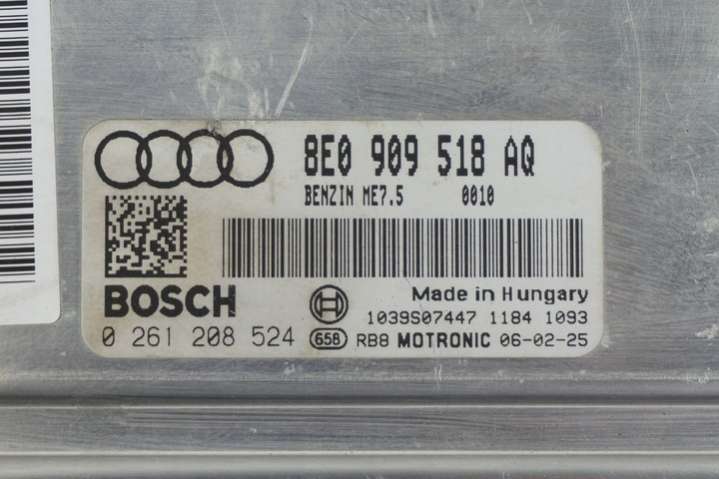 8E0 909 518 AQ
BENZIN ME7.5 0010
BOSCH
Made in Hungary
1039S07447 1184 1093
0 261 208 524 658 RB8 MOTRONIC 06-02-25